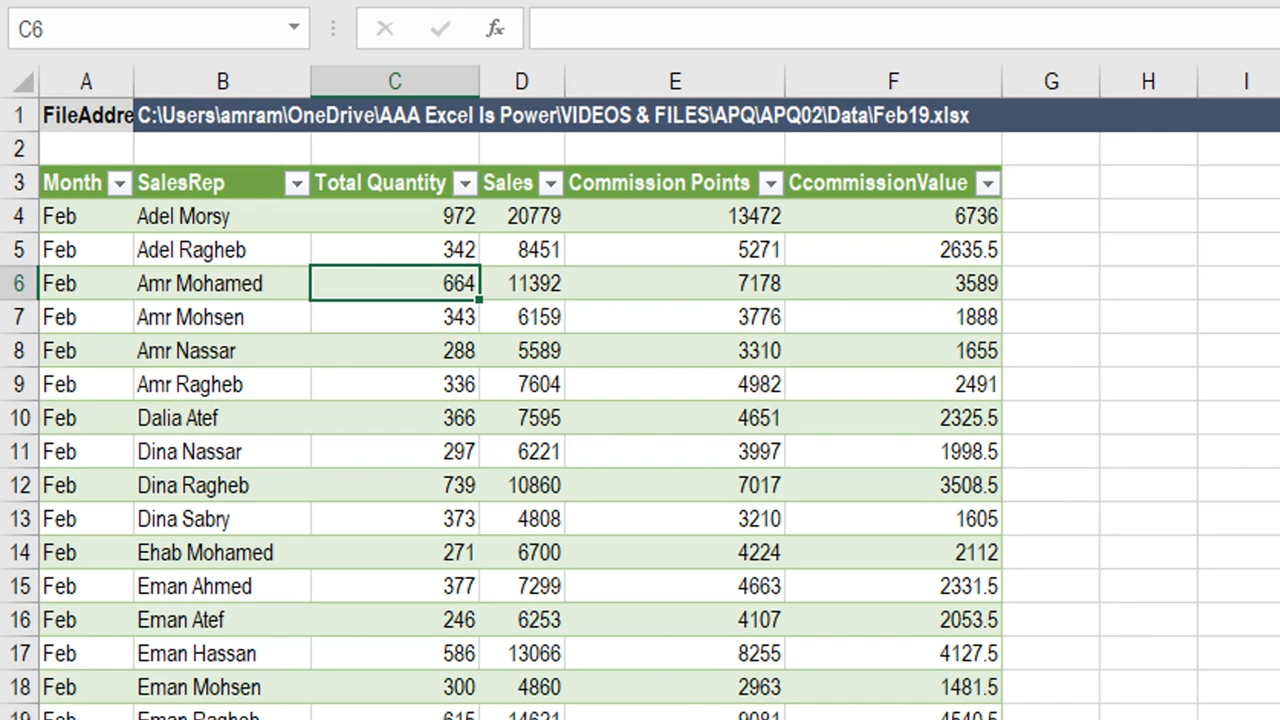 C6 fx
A B C D E F G H I
1 FileAddre C:\Users\amram\OneDrive\AAA Excel Is Power\VIDEOS & FILES\APQ\APQ02\Data\Feb19.xlsx
2
3 Month SalesRep Total Quantity Sales Commission Points CcommissionValue
4 Feb Adel Morsy 972 20779 13472 6736
5 Feb Adel Ragheb 342 8451 5271 2635.5
6 Feb Amr Mohamed 664 11392 7178 3589
7 Feb Amr Mohsen 343 6159 3776 1888
8 Feb Amr Nassar 288 5589 3310 1655
9 Feb Amr Ragheb 336 7604 4982 2491
10 Feb Dalia Atef 366 7595 4651 2325.5
11 Feb Dina Nassar 297 6221 3997 1998.5
12 Feb Dina Ragheb 739 10860 7017 3508.5
13 Feb Dina Sabry 373 4808 3210 1605
14 Feb Ehab Mohamed 271 6700 4224 2112
15 Feb Eman Ahmed 377 7299 4663 2331.5
16 Feb Eman Atef 246 6253 4107 2053.5
17 Feb Eman Hassan 586 13066 8255 4127.5
18 Feb Eman Mohsen 300 4860 2963 1481.5
19 Feb Eman Ragheb 615 14621 9081 4540.5